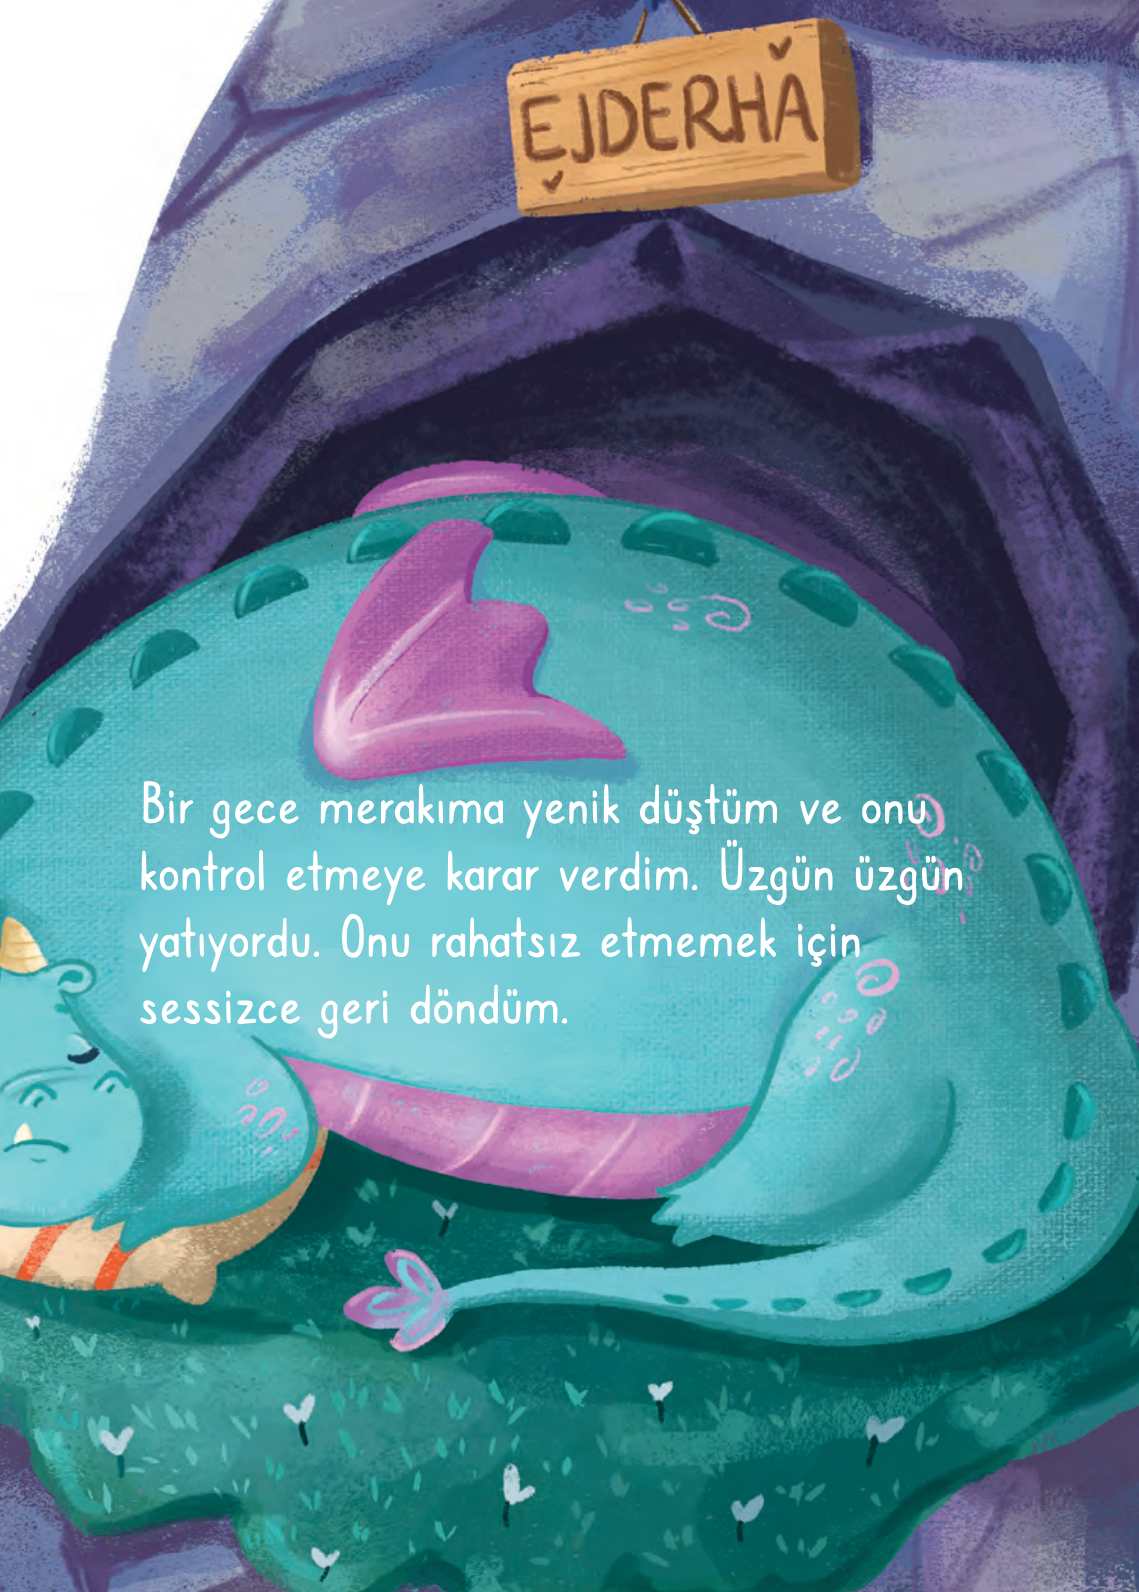 EJDERHA
Bir gece merakıma yenik düştüm ve onu
kontrol etmeye karar verdim. Üzgün üzgün
yatıyordu. Onu rahatsız etmemek için
sessizce geri döndüm.